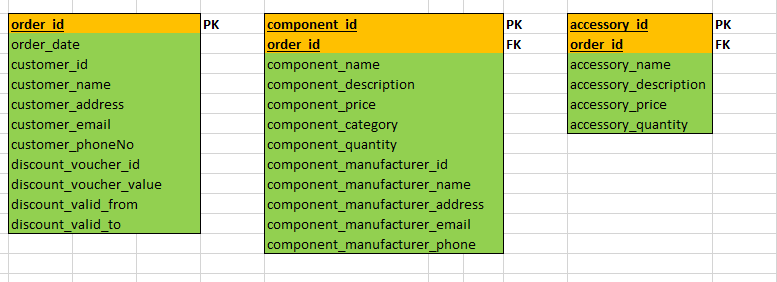 order_id PK
order_date
customer_id
customer_name
customer_address
customer_email
customer_phoneNo
discount_voucher_id
discount_voucher_value
discount_valid_from
discount_valid_to
component_id PK
order_id FK
component_name
component_description
component_price
component_category
component_quantity
component_manufacturer_id
component_manufacturer_name
component_manufacturer_address
component_manufacturer_email
component_manufacturer_phone
accessory_id PK
order_id FK
accessory_name
accessory_description
accessory_price
accessory_quantity